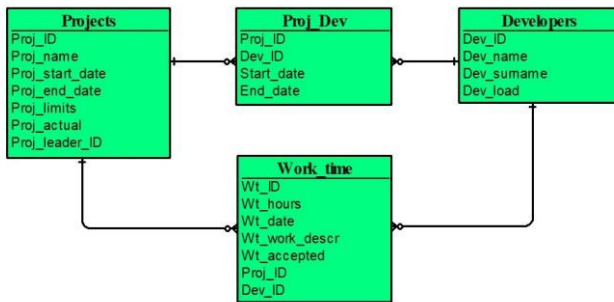 Projects
Proj_ID
Proj_name
Proj_start_date
Proj_end_date
Proj_limits
Proj_actual
Proj_leader_ID
Proj_Dev
Proj_ID
Dev_ID
Start_date
End_date
Developers
Dev_ID
Dev_name
Dev_surname
Dev_load
Work_time
Wt_ID
Wt_hours
Wt_date
Wt_work_descr
Wt_accepted
Proj_ID
Dev_ID